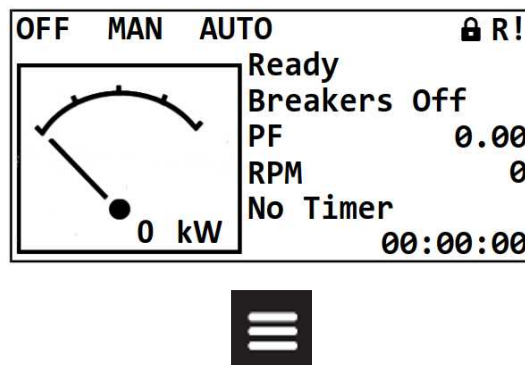 OFF MAN AUTO R!
Ready
Breakers Off
PF 0.00
RPM 0
No Timer
00:00:00
0 kW